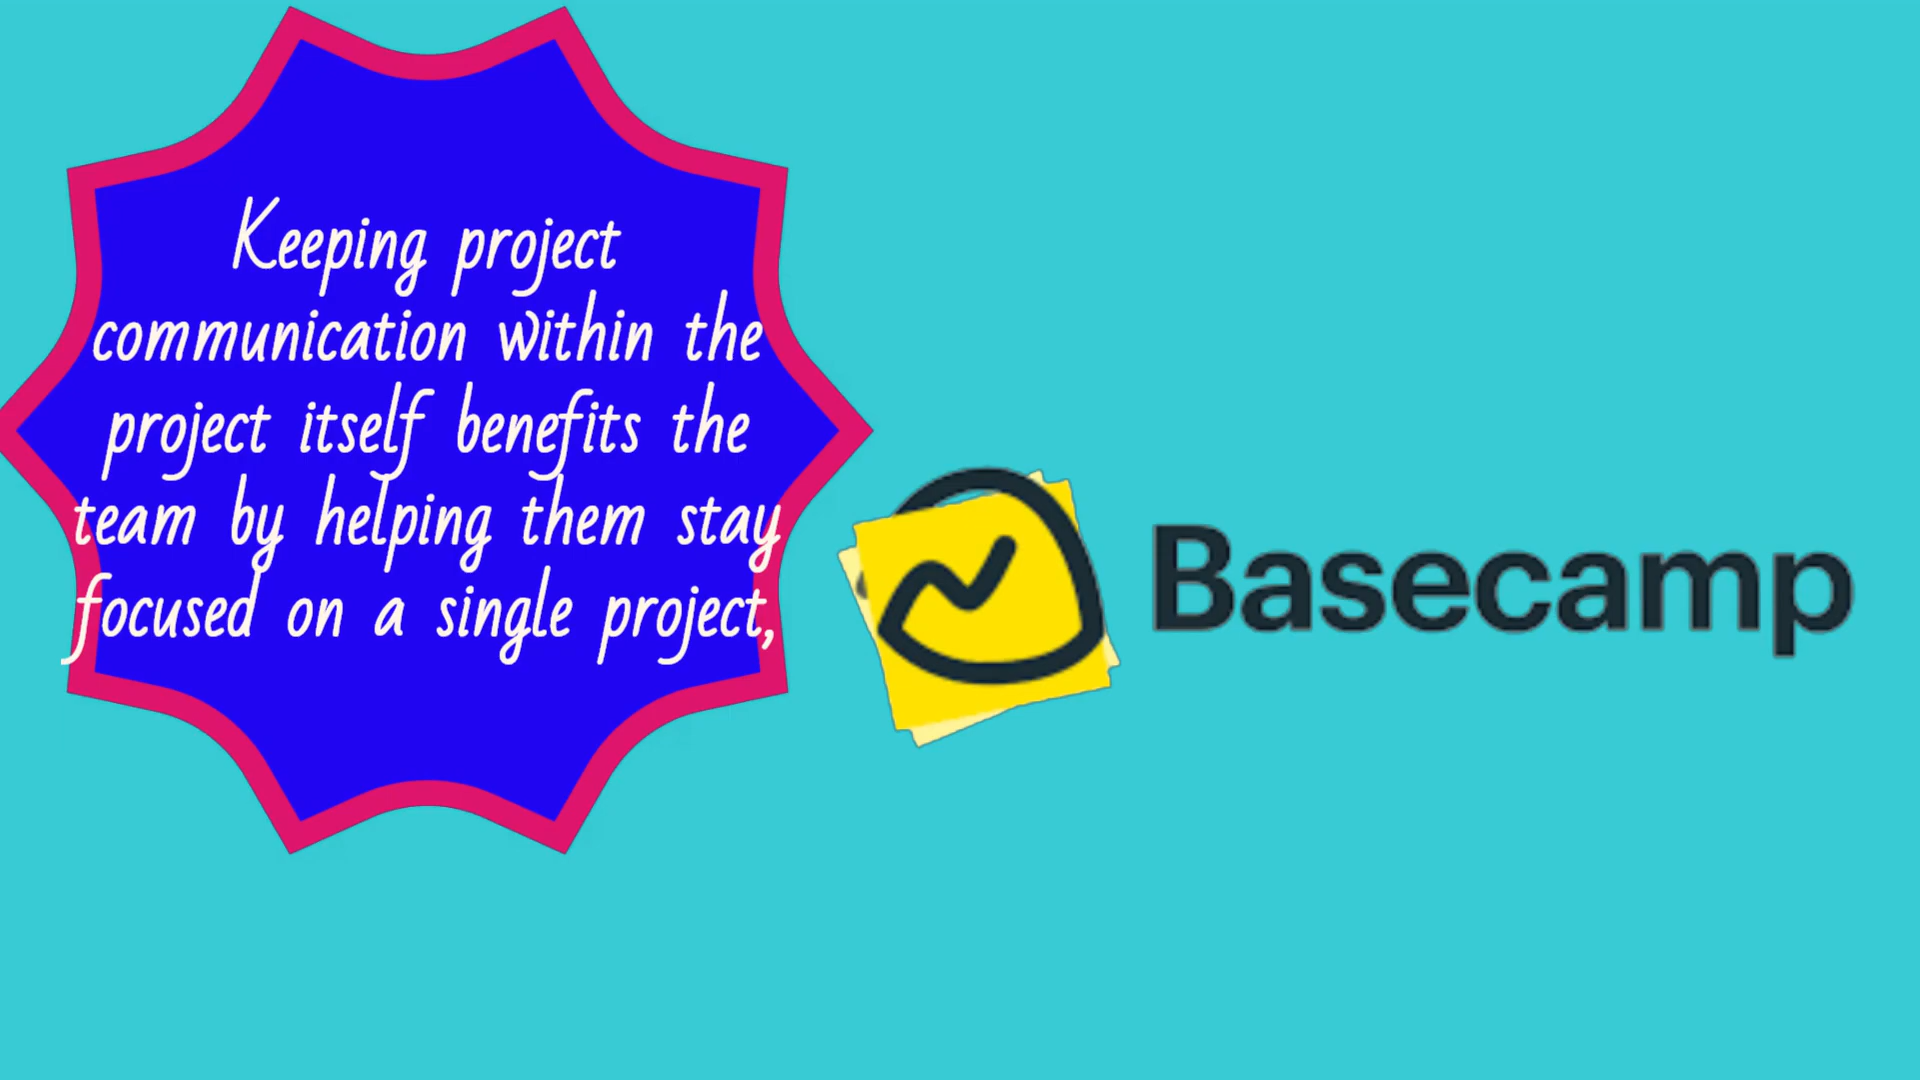 Keeping project
communication within the
project itself benefits the
team by helping them stay
focused on a single project,
Basecamp